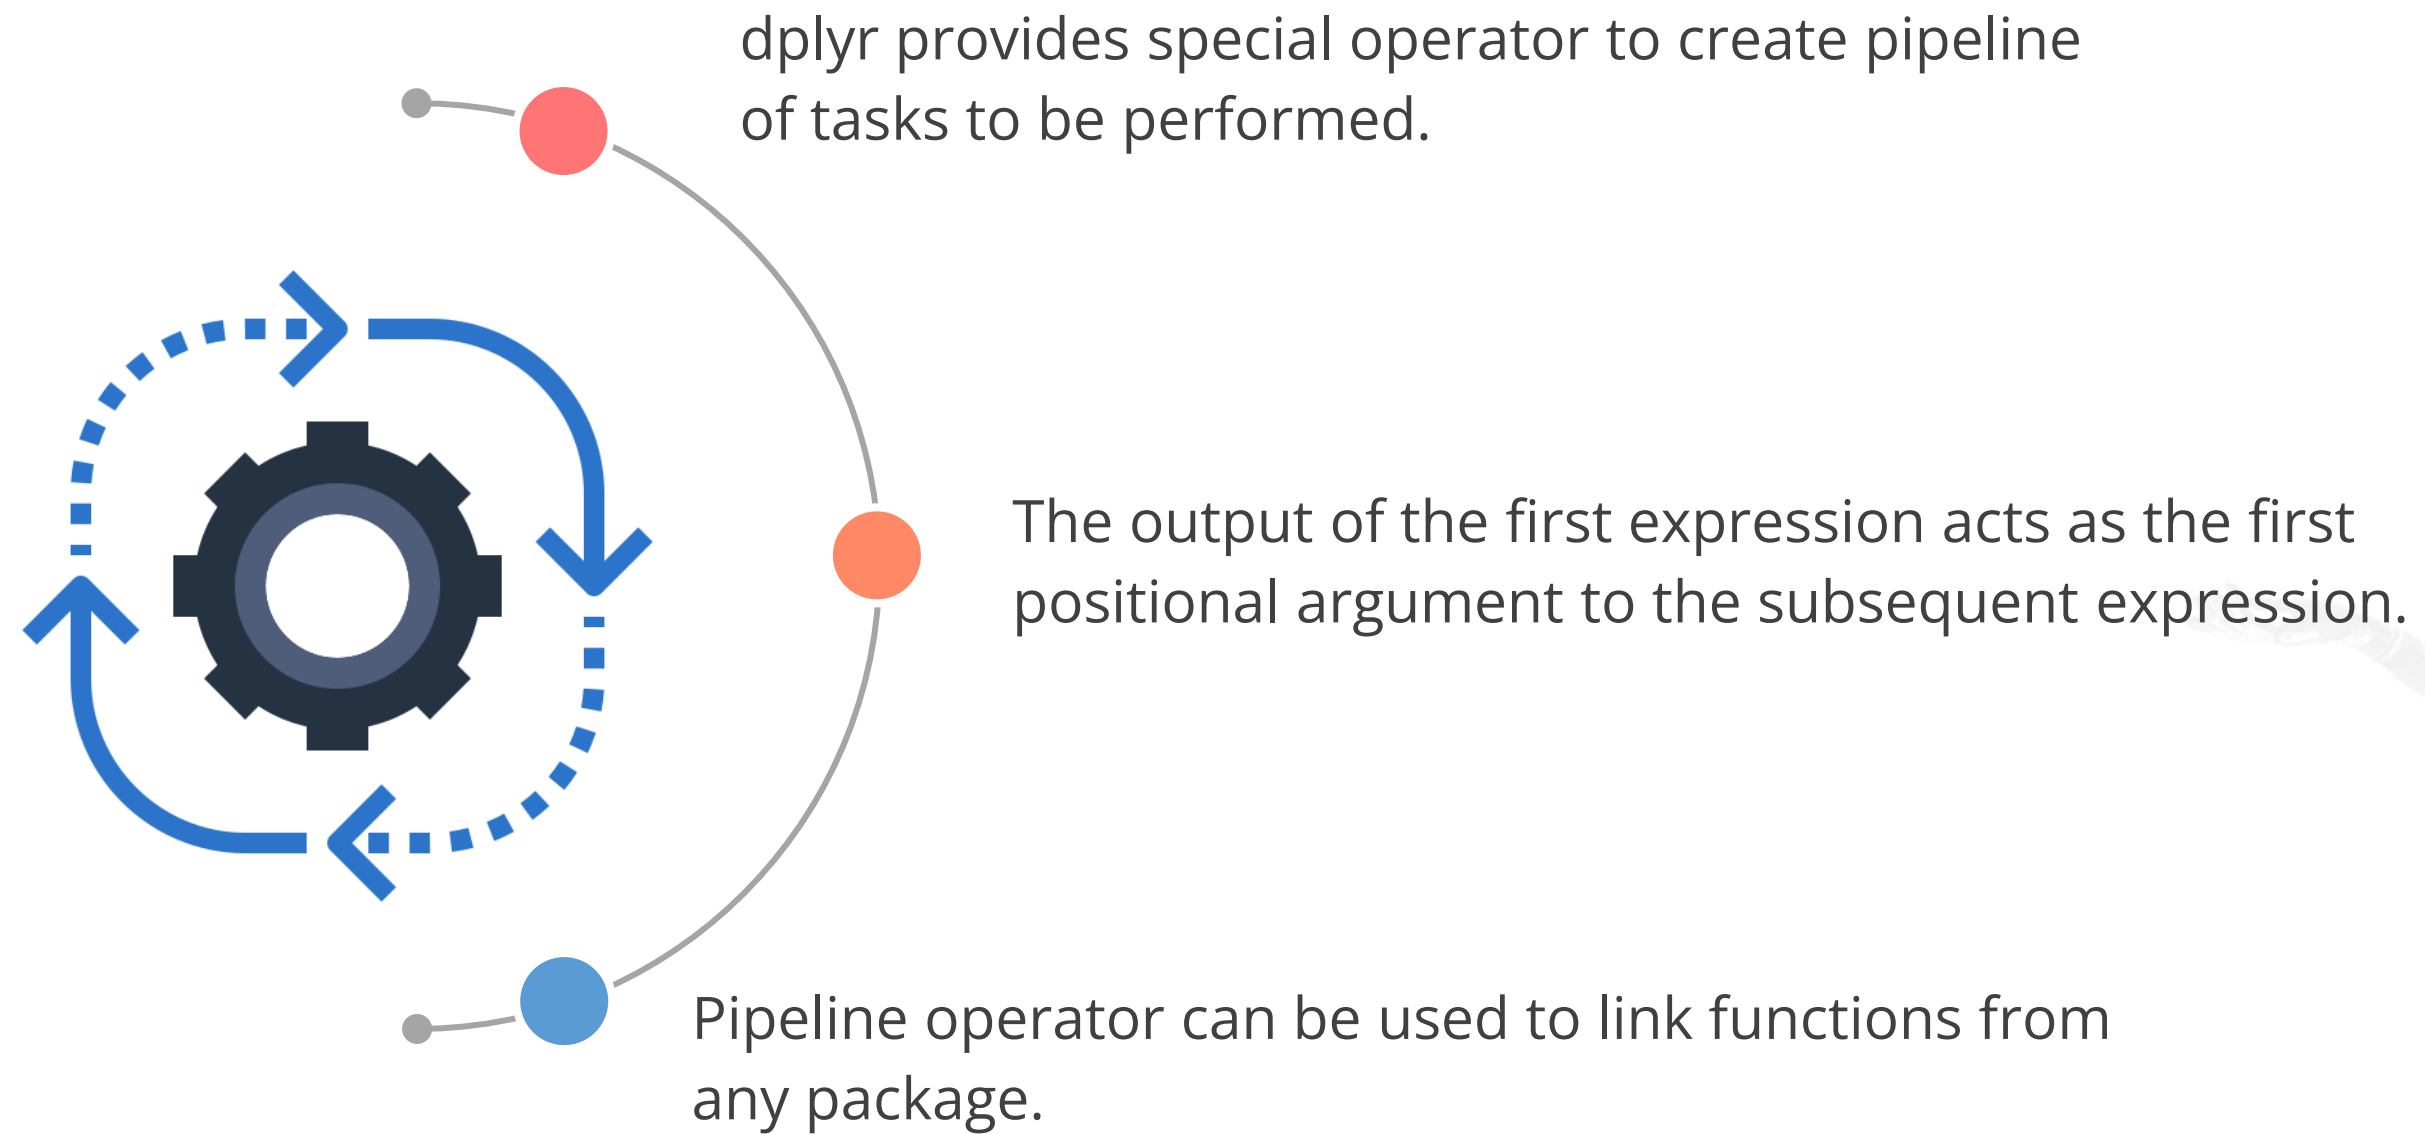 dplyr provides special operator to create pipeline
of tasks to be performed.
The output of the first expression acts as the first
positional argument to the subsequent expression.
Pipeline operator can be used to link functions from
any package.